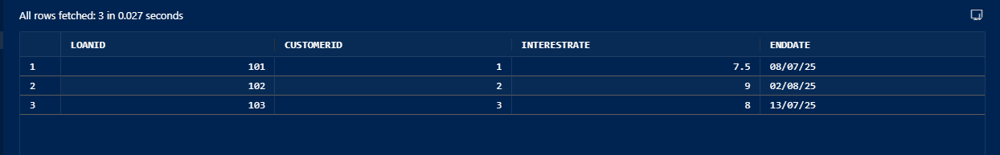 All rows fetched: 3 in 0.027 seconds
LOANID CUSTOMERID INTERESTRATE ENDDATE
1 101 1 7.5 08/07/25
2 102 2 9 02/08/25
3 103 3 8 13/07/25